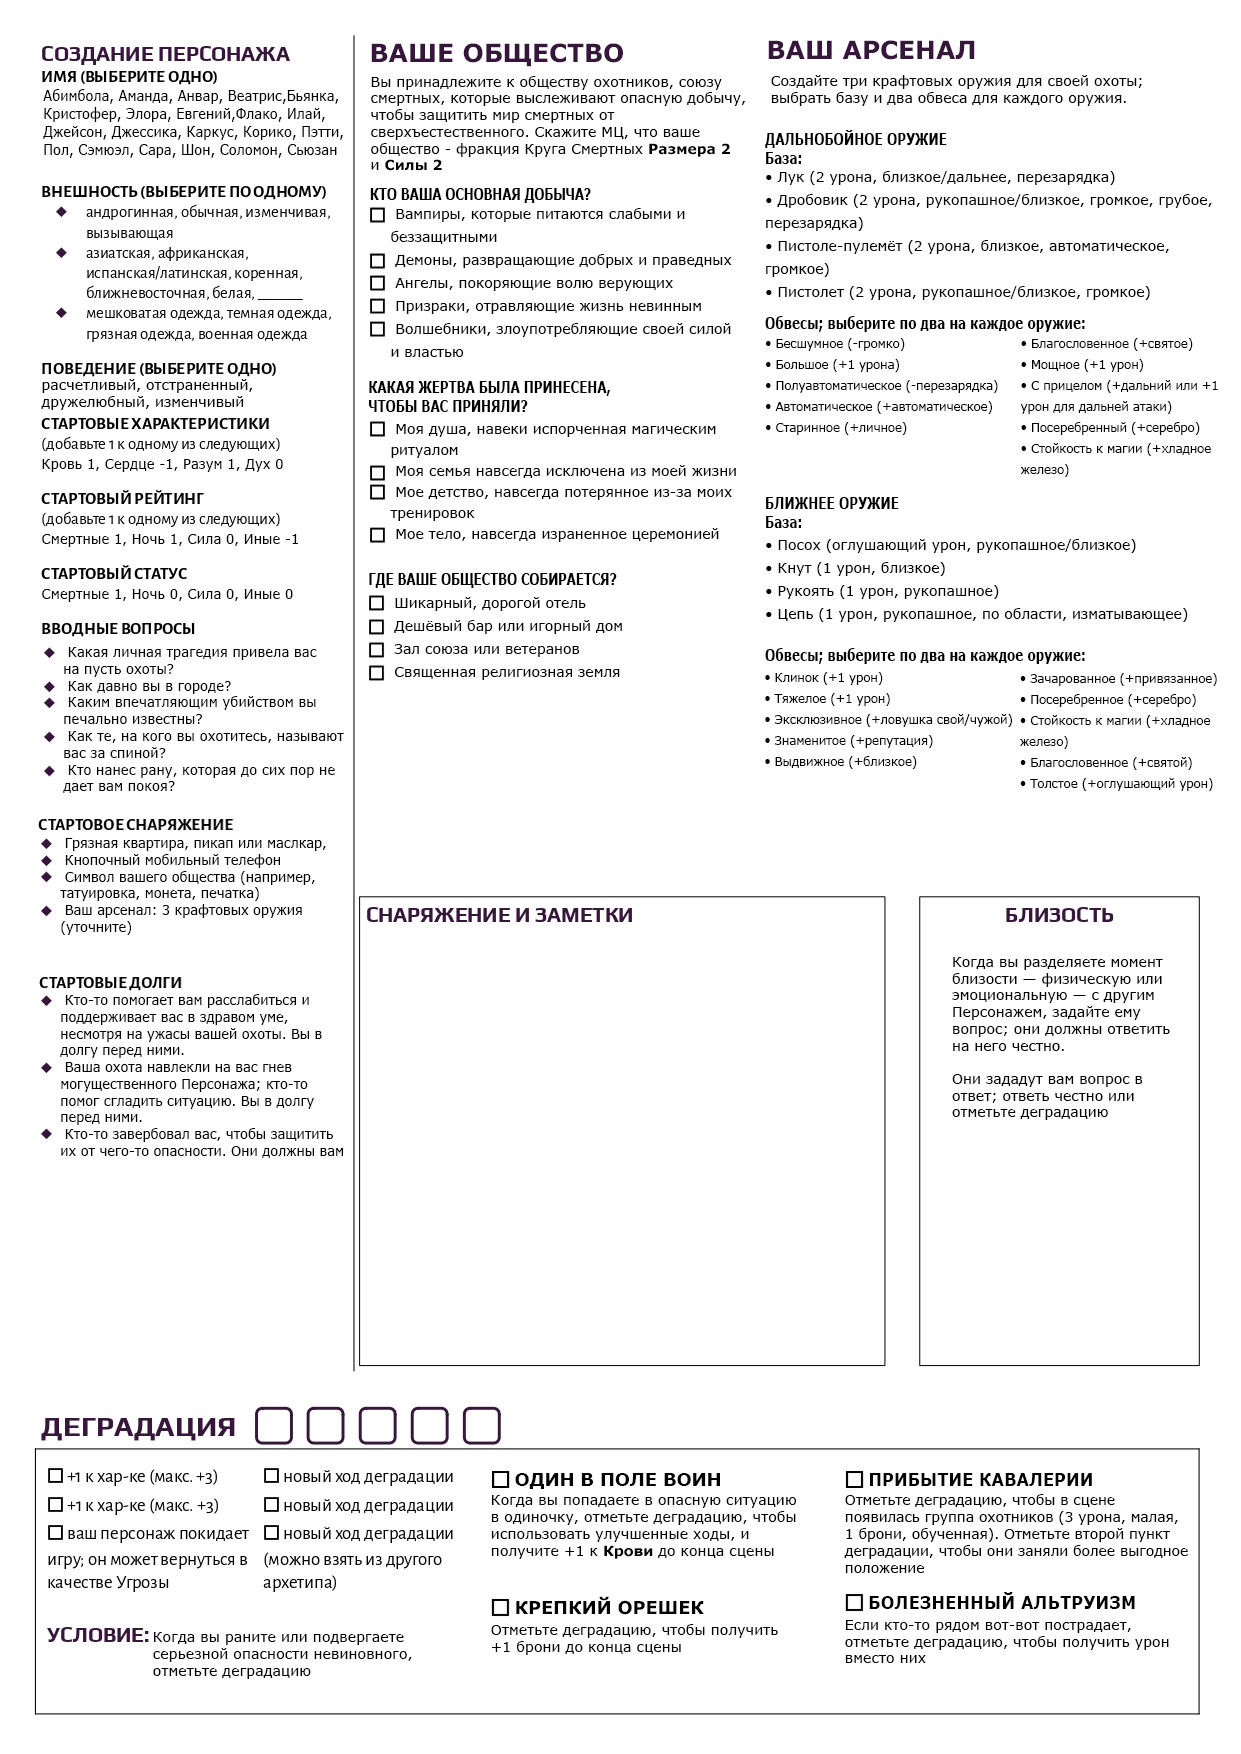 СОЗДАНИЕ ПЕРСОНАЖА
ИМЯ (ВЫБЕРИТЕ ОДНО)
Абимбола, Аманда, Анвар, Веатрис,Бьянка,
Кристофер, Элора, Евгений,Флако, Илай,
Джейсон, Джессика, Каркус, Корико, Пэтти,
Пол, Сэмюэл, Сара, Шон, Соломон, Сьюзан
ВНЕШНОСТЬ (ВЫБЕРИТЕ ПО ОДНОМУ)
◆ андрогинная, обычная, изменчивая,
вызывающая
◆ азиатская, африканская,
испанская/латинская, коренная,
ближневосточная, белая, ______
◆ мешковатая одежда, темная одежда,
грязная одежда, военная одежда
ПОВЕДЕНИЕ (ВЫБЕРИТЕ ОДНО)
расчетливый, отстраненный,
дружелюбный, изменчивый
СТАРТОВЫЕ ХАРАКТЕРИСТИКИ
(добавьте 1 к одному из следующих)
Кровь 1, Сердце -1, Разум 1, Дух 0
СТАРТОВЫЙ РЕЙТИНГ
(добавьте 1 к одному из следующих)
Смертные 1, Ночь 1, Сила 0, Иные -1
СТАРТОВЫЙ СТАТУС
Смертные 1, Ночь 0, Сила 0, Иные 0
ВВОДНЫЕ ВОПРОСЫ
◆ Какая личная трагедия привела вас
на пусть охоты?
◆ Как давно вы в городе?
◆ Каким впечатляющим убийством вы
печально известны?
◆ Как те, на кого вы охотитесь, называют
вас за спиной?
◆ Кто нанес рану, которая до сих пор не
дает вам покоя?
СТАРТОВОЕ СНАРЯЖЕНИЕ
◆ Грязная квартира, пикап или маслкар,
◆ Кнопочный мобильный телефон
◆ Символ вашего общества (например,
татуировка, монета, печатка)
◆ Ваш арсенал: 3 крафтовых оружия
(уточните)
СТАРТОВЫЕ ДОЛГИ
◆ Кто-то помогает вам расслабиться и
поддерживает вас в здравом уме,
несмотря на ужасы вашей охоты. Вы в
долгу перед ними.
◆ Ваша охота навлекли на вас гнев
могущественного Персонажа; кто-то
помог сгладить ситуацию. Вы в долгу
перед ними.
◆ Кто-то завербовал вас, чтобы защитить
их от чего-то опасности. Они должны вам
ВАШЕ ОБЩЕСТВО
Вы принадлежите к обществу охотников, союзу
смертных, которые выслеживают опасную добычу,
чтобы защитить мир смертных от
сверхъестественного. Скажите МЦ, что ваше
общество - фракция Круга Смертных Размера 2
и Силы 2
КТО ВАША ОСНОВНАЯ ДОБЫЧА?
Вампиры, которые питаются слабыми и
беззащитными
Демоны, развращающие добрых и праведных
Ангелы, покоряющие волю верующих
Призраки, отравляющие жизнь невинным
Волшебники, злоупотребляющие своей силой
и властью
КАКАЯ ЖЕРТВА БЫЛА ПРИНЕСЕНА,
ЧТОБЫ ВАС ПРИНЯЛИ?
Моя душа, навеки испорченная магическим
ритуалом
Моя семья навсегда исключена из моей жизни
Мое детство, навсегда потерянное из-за моих
тренировок
Мое тело, навсегда израненное церемонией
ГДЕ ВАШЕ ОБЩЕСТВО СОБИРАЕТСЯ?
Шикарный, дорогой отель
Дешёвый бар или игорный дом
Зал союза или ветеранов
Священная религиозная земля
ВАШ АРСЕНАЛ
Создайте три крафтовых оружия для своей охоты;
выбрать базу и два обвеса для каждого оружия.
ДАЛЬНОБОЙНОЕ ОРУЖИЕ
База:
• Лук (2 урона, близкое/дальнее, перезарядка)
• Дробовик (2 урона, рукопашное/близкое, громкое, грубое,
перезарядка)
• Пистоле-пулемёт (2 урона, близкое, автоматическое,
громкое)
• Пистолет (2 урона, рукопашное/близкое, громкое)
Обвесы; выберите по два на каждое оружие:
• Бесшумное (-громко)
• Большое (+1 урона)
• Полуавтоматическое (-перезарядка)
• Автоматическое (+автоматическое)
• Старинное (+личное)
• Благословенное (+святое)
• Мощное (+1 урон)
• С прицелом (+дальний или +1
урон для дальней атаки)
• Посеребренный (+серебро)
• Стойкость к магии (+хладное
железо)
БЛИЖНЕЕ ОРУЖИЕ
База:
• Посох (оглушающий урон, рукопашное/близкое)
• Кнут (1 урон, близкое)
• Рукоять (1 урон, рукопашное)
• Цепь (1 урон, рукопашное, по области, изматывающее)
Обвесы; выберите по два на каждое оружие:
• Клинок (+1 урон)
• Тяжелое (+1 урон)
• Эксклюзивное (+ловушка свой/чужой)
• Знаменитое (+репутация)
• Выдвижное (+близкое)
• Зачарованное (+привязанное)
• Посеребренное (+серебро)
• Стойкость к магии (+хладное
железо)
• Благословенное (+святой)
• Толстое (+оглушающий урон)
СНАРЯЖЕНИЕ И ЗАМЕТКИ
БЛИЗОСТЬ
Когда вы разделяете момент
близости — физическую или
эмоциональную — с другим
Персонажем, задайте ему
вопрос; они должны ответить
на него честно.
Они зададут вам вопрос в
ответ; ответь честно или
отметьте деградацию
ДЕГРАДАЦИЯ
+1 к хар-ке (макс. +3)
+1 к хар-ке (макс. +3)
ваш персонаж покидает
игру; он может вернуться в
качестве Угрозы
новый ход деградации
новый ход деградации
новый ход деградации
(можно взять из другого
архетипа)
УСЛОВИЕ: Когда вы раните или подвергаете
серьезной опасности невиновного,
отметьте деградацию
ОДИН В ПОЛЕ ВОИН
Когда вы попадаете в опасную ситуацию
в одиночку, отметьте деградацию, чтобы
использовать улучшенные ходы, и
получите +1 к Крови до конца сцены
КРЕПКИЙ ОРЕШЕК
Отметьте деградацию, чтобы получить
+1 брони до конца сцены
ПРИБЫТИЕ КАВАЛЕРИИ
Отметьте деградацию, чтобы в сцене
появилась группа охотников (3 урона, малая,
1 брони, обученная). Отметьте второй пункт
деградации, чтобы они заняли более выгодное
положение
БОЛЕЗНЕННЫЙ АЛЬТРУИЗМ
Если кто-то рядом вот-вот пострадает,
отметьте деградацию, чтобы получить урон
вместо них